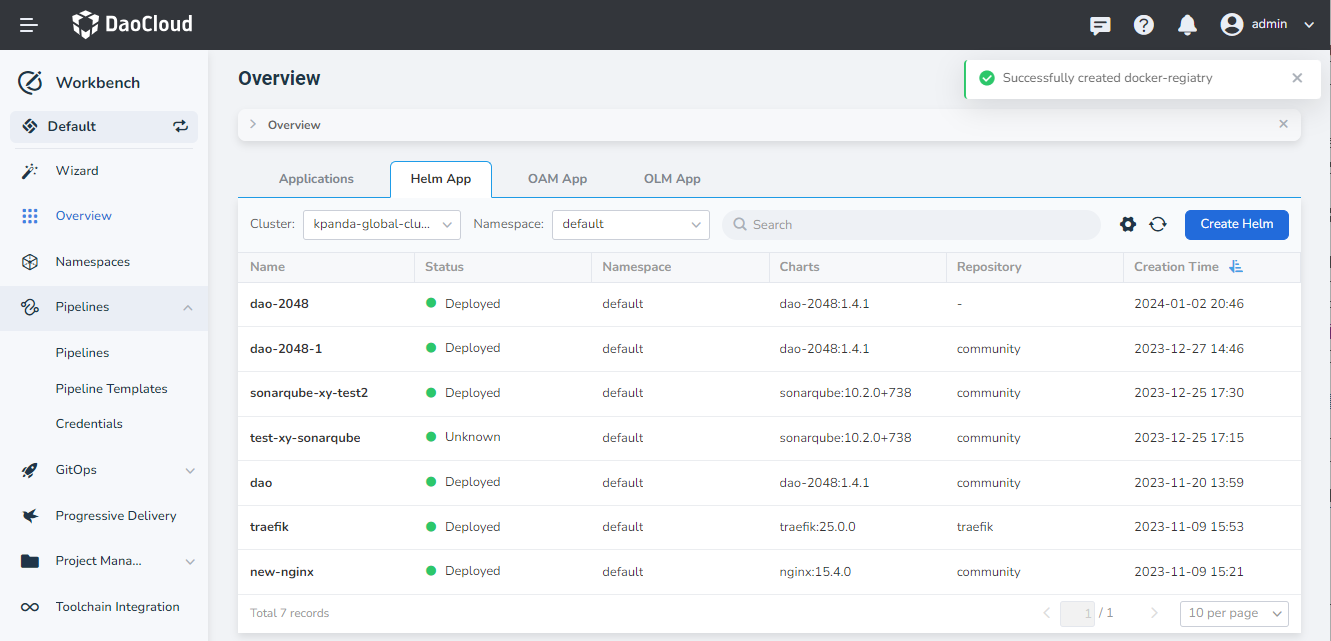 DaoCloud
admin
Workbench
Default
Wizard
Overview
Namespaces
Pipelines
Pipelines
Pipeline Templates
Credentials
GitOps
Progressive Delivery
Project Mana...
Toolchain Integration
Overview
Successfully created docker-regiatry
Overview
Applications Helm App OAM App OLM App
Cluster: kpanda-global-clu... Namespace: default Search Create Helm
Name Status Namespace Charts Repository Creation Time
dao-2048 Deployed default dao-2048:1.4.1 - 2024-01-02 20:46
dao-2048-1 Deployed default dao-2048:1.4.1 community 2023-12-27 14:46
sonarqube-xy-test2 Deployed default sonarqube:10.2.0+738 community 2023-12-25 17:30
test-xy-sonarqube Unknown default sonarqube:10.2.0+738 community 2023-12-25 17:15
dao Deployed default dao-2048:1.4.1 community 2023-11-20 13:59
traefik Deployed default traefik:25.0.0 traefik 2023-11-09 15:53
new-nginx Deployed default nginx:15.4.0 community 2023-11-09 15:21
Total 7 records 1 / 1 10 per page